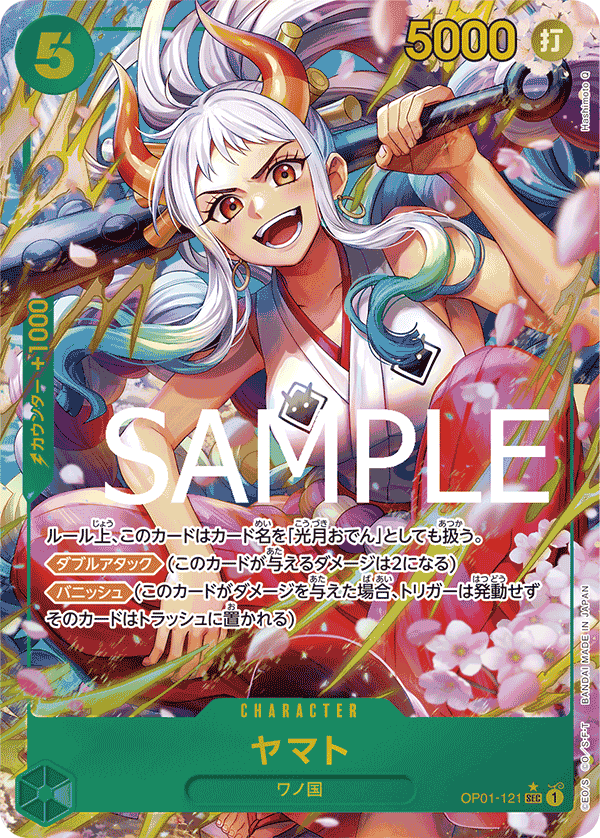 5
5000
打
Hashimoto Q
カウンター +1000
SAMPLE
ルール上、このカードはカード名を「光月おでん」としても扱う。
ダブルアタック (このカードが与えるダメージは2になる)
バニッシュ (このカードがダメージを与えた場合、トリガーは発動せず
そのカードはトラッシュに置かれる)
CHARACTER
ヤマト
ワノ国
OP01-121 SEC 1
©E.O./S. ©O./S・F・T BANDAI MADE IN JAPAN